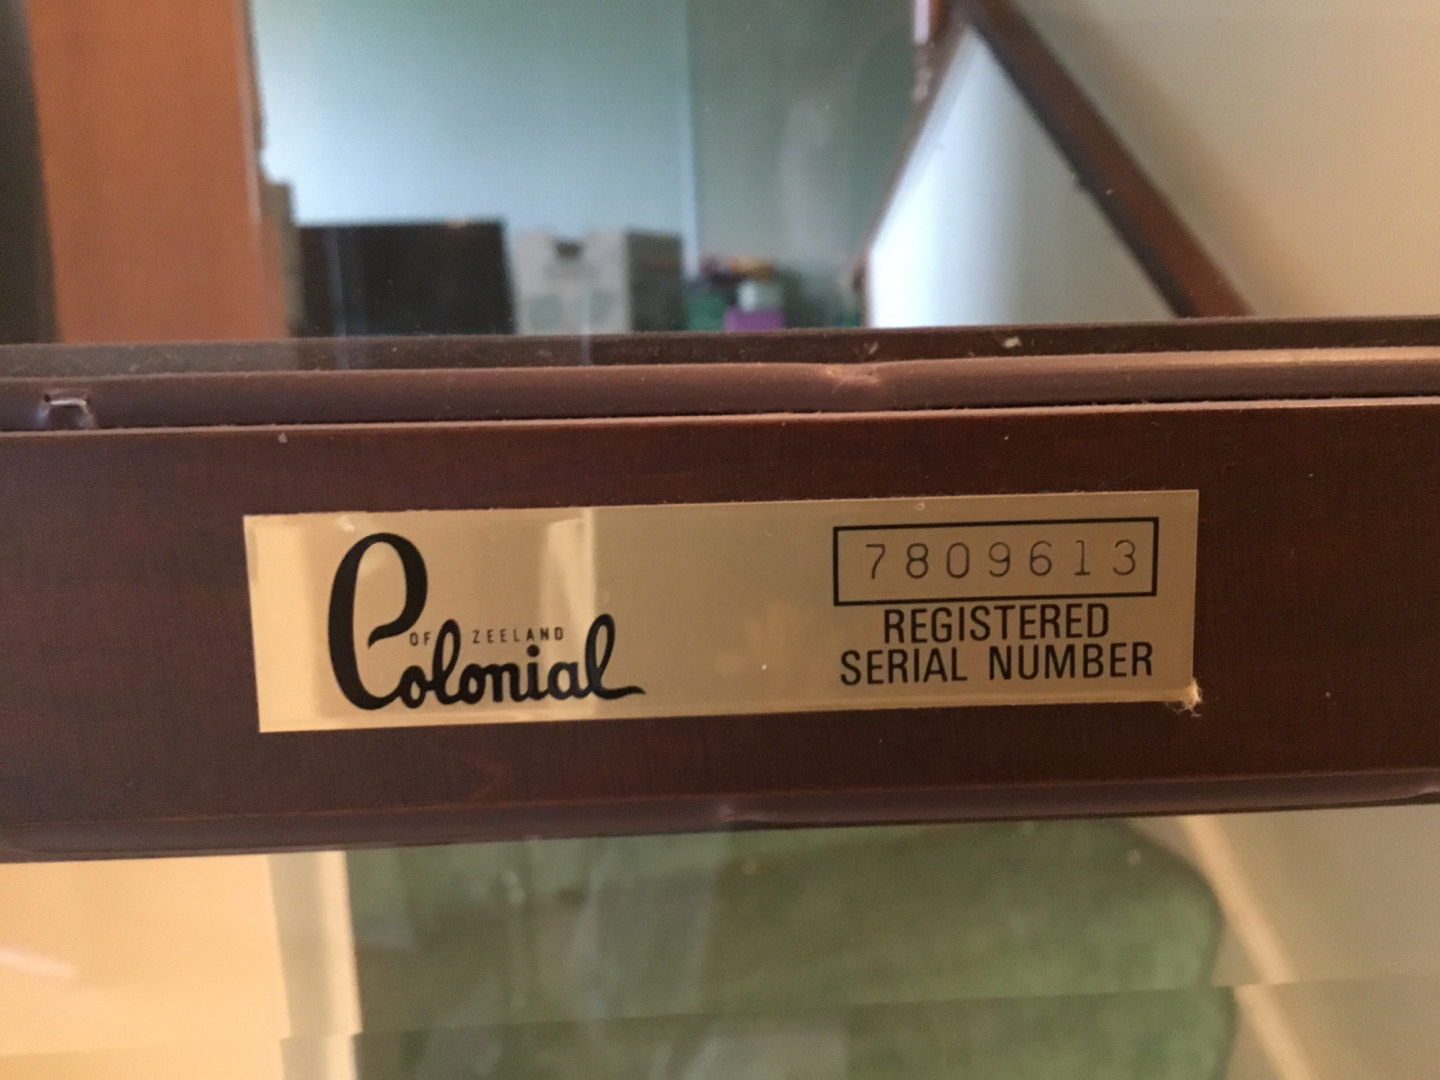 OF ZEELAND
Colonial
7809613
REGISTERED
SERIAL NUMBER